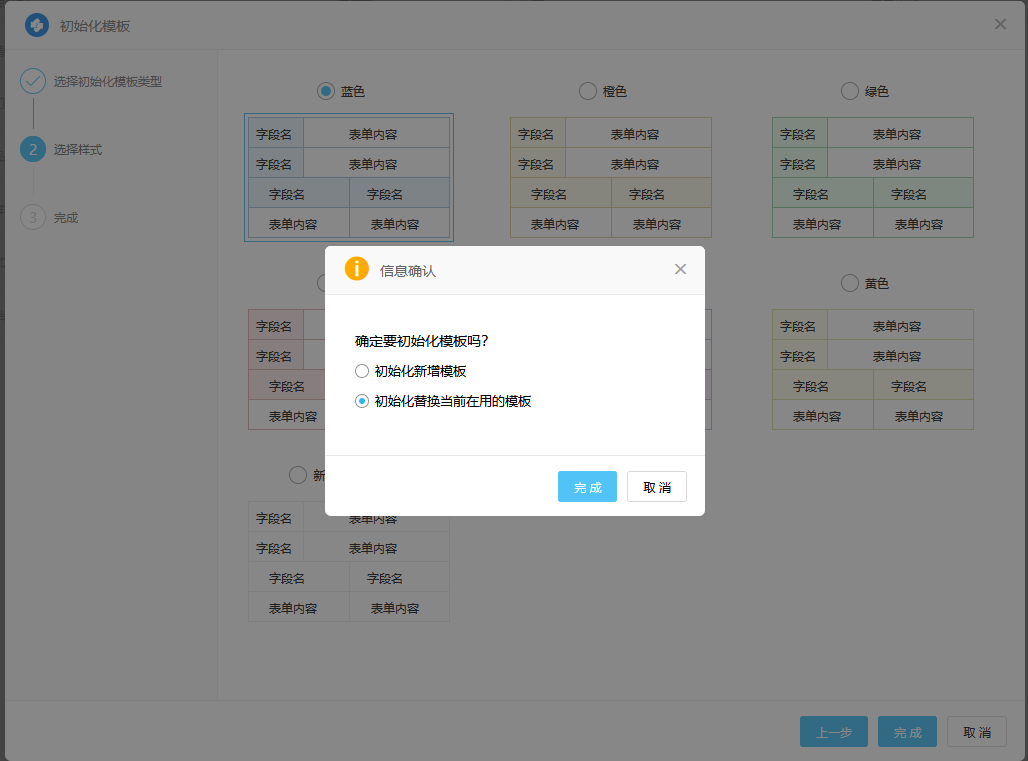 初始化模板
选择初始化模板类型
2 选择样式
3 完成
蓝色 橙色 绿色
字段名 表单内容 字段名 表单内容 字段名 表单内容
字段名 表单内容 字段名 表单内容 字段名 表单内容
字段名 字段名 字段名 字段名 字段名 字段名
表单内容 表单内容 表单内容 表单内容 表单内容 表单内容
信息确认
确定要初始化模板吗?
初始化新增模板
初始化替换当前在用的模板
完成 取消
黄色
字段名 字段名 表单内容
字段名 字段名 表单内容
字段名 字段名 字段名
表单内容 表单内容 表单内容
新
字段名 表单内容
字段名 表单内容
字段名 字段名
表单内容 表单内容
上一步 完成 取消